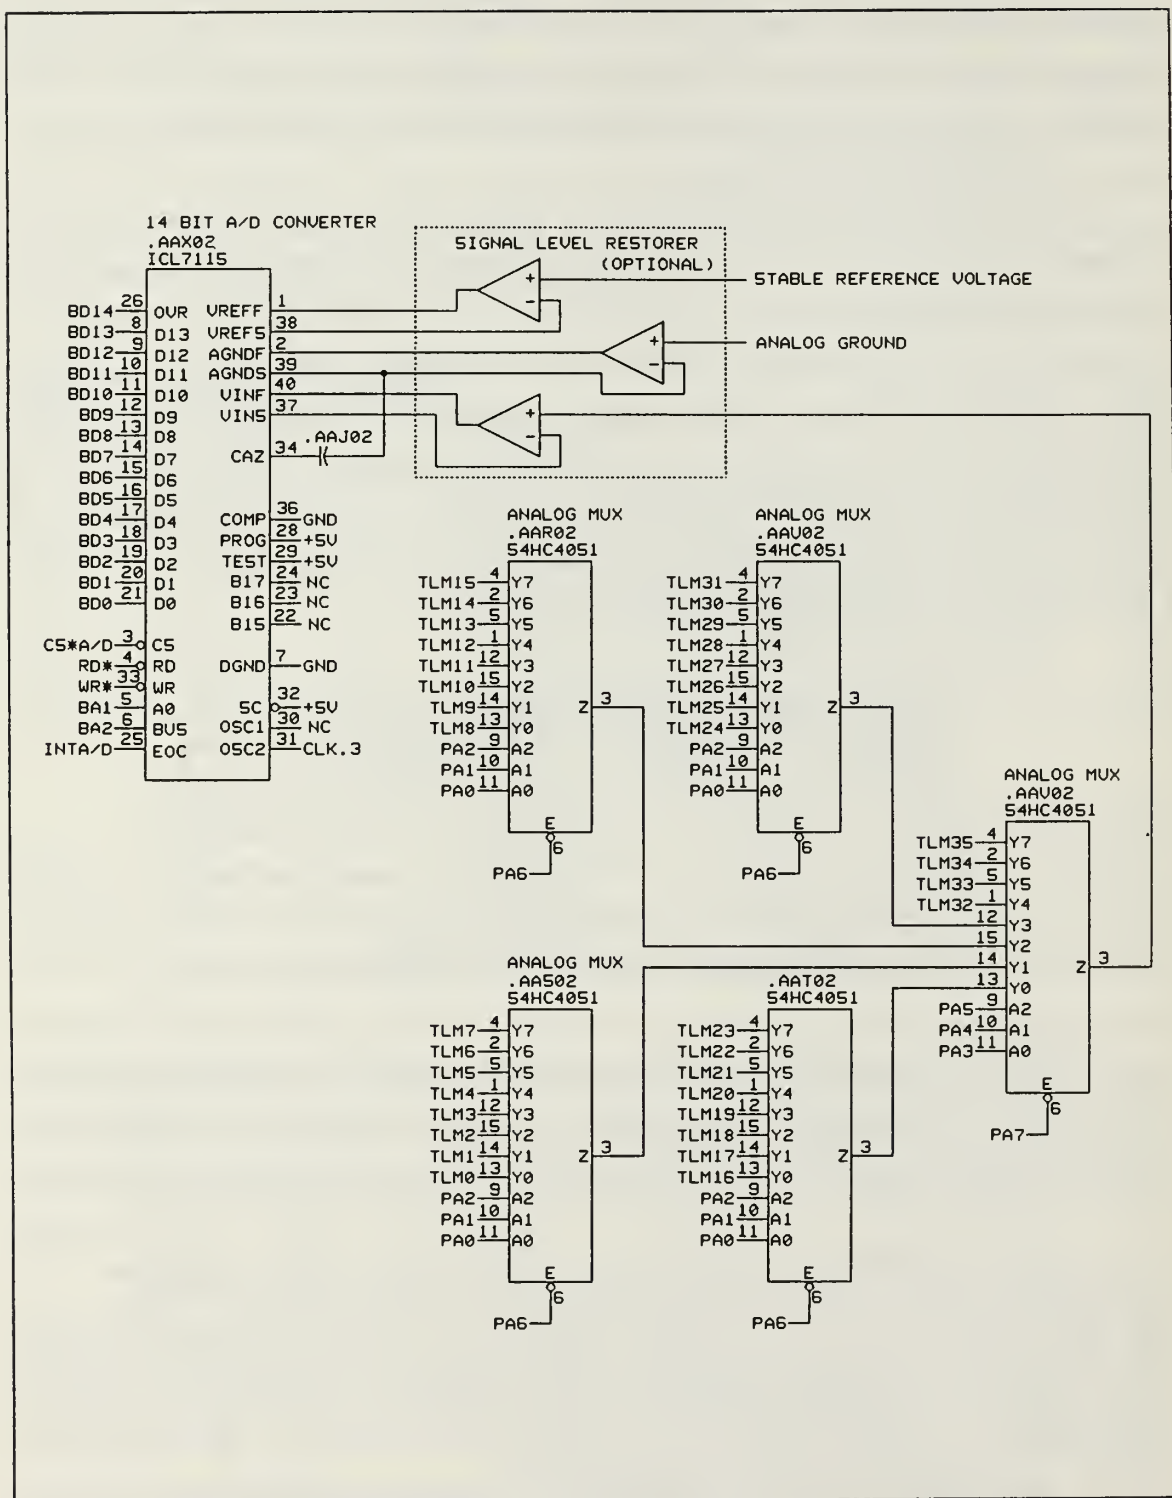 14 BIT A/D CONVERTER
.AAX02
ICL7115
BD14 26 OVR VREFF 1
BD13 8 D13 VREFS 38
BD12 9 D12 AGNDF 2
BD11 10 D11 AGNDS 39
BD10 11 D10 VINF 40
BD9 12 D9 VINS 37
BD8 13 D8
BD7 14 D7 CAZ 34 .AAJ02
BD6 15 D6
BD5 16 D5
BD4 17 D4 COMP 36 GND
BD3 18 D3 PROG 28 +5V
BD2 19 D2 TEST 29 +5V
BD1 20 D1 B17 24 NC
BD0 21 D0 B16 23 NC
B15 22 NC
CS*A/D 3 CS
RD* 4 RD DGND 7 GND
WR* 33 WR
BA1 5 A0 SC 32 +5V
BA2 6 BUS OSC1 30 NC
INTA/D 25 EOC OSC2 31 CLK.3
SIGNAL LEVEL RESTORER
(OPTIONAL)
+
-
STABLE REFERENCE VOLTAGE
+
-
ANALOG GROUND
+
-
ANALOG MUX
.AAR02
54HC4051
TLM15 4 Y7
TLM14 2 Y6
TLM13 5 Y5
TLM12 1 Y4
TLM11 12 Y3
TLM10 15 Y2
TLM9 14 Y1 Z 3
TLM8 13 Y0
PA2 9 A2
PA1 10 A1
PA0 11 A0
E
6
PA6
ANALOG MUX
.AAU02
54HC4051
TLM31 4 Y7
TLM30 2 Y6
TLM29 5 Y5
TLM28 1 Y4
TLM27 12 Y3
TLM26 15 Y2
TLM25 14 Y1 Z 3
TLM24 13 Y0
PA2 9 A2
PA1 10 A1
PA0 11 A0
E
6
PA6
ANALOG MUX
.AAV02
54HC4051
TLM35 4 Y7
TLM34 2 Y6
TLM33 5 Y5
TLM32 1 Y4
12 Y3
15 Y2
14 Y1 Z 3
13 Y0
PA5 9 A2
PA4 10 A1
PA3 11 A0
E
6
PA7
ANALOG MUX
.AAS02
54HC4051
TLM7 4 Y7
TLM6 2 Y6
TLM5 5 Y5
TLM4 1 Y4
TLM3 12 Y3
TLM2 15 Y2
TLM1 14 Y1 Z 3
TLM0 13 Y0
PA2 9 A2
PA1 10 A1
PA0 11 A0
E
6
PA6
.AAT02
54HC4051
TLM23 4 Y7
TLM22 2 Y6
TLM21 5 Y5
TLM20 1 Y4
TLM19 12 Y3
TLM18 15 Y2
TLM17 14 Y1 Z 3
TLM16 13 Y0
PA2 9 A2
PA1 10 A1
PA0 11 A0
E
6
PA6